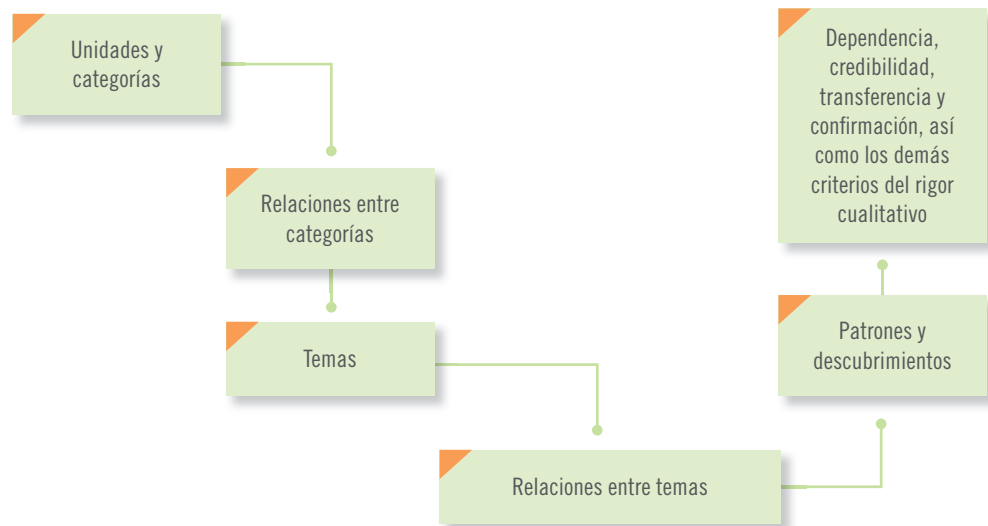 Unidades y
categorías
Relaciones entre
categorías
Temas
Relaciones entre temas
Patrones y
descubrimientos
Dependencia,
credibilidad,
transferencia y
confirmación, así
como los demás
criterios del rigor
cualitativo